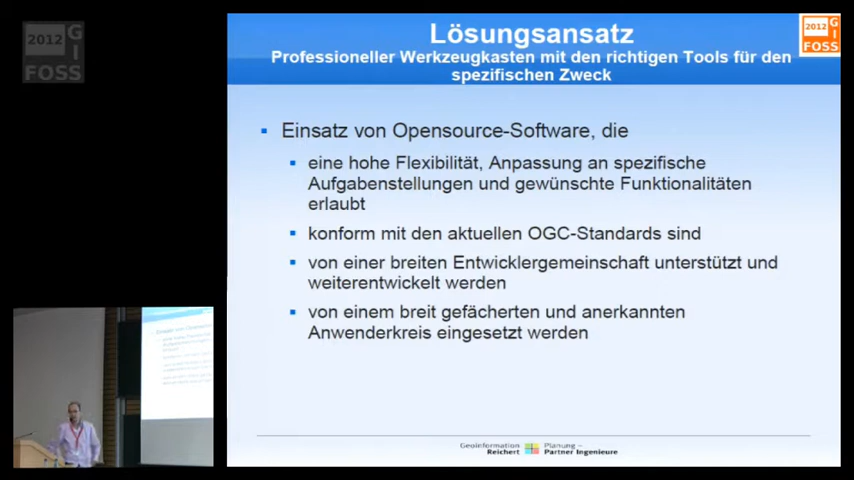 2012
GI
FOSS
Lösungsansatz
Professioneller Werkzeugkasten mit den richtigen Tools für den
spezifischen Zweck
2012
GI
FOSS
Einsatz von Opensource-Software, die
eine hohe Flexibilität, Anpassung an spezifische
Aufgabenstellungen und gewünschte Funktionalitäten
erlaubt
konform mit den aktuellen OGC-Standards sind
von einer breiten Entwicklergemeinschaft unterstützt und
weiterentwickelt werden
von einem breit gefächerten und anerkannten
Anwenderkreis eingesetzt werden
Geoinformation
Reichert
Planung –
Partner Ingenieure